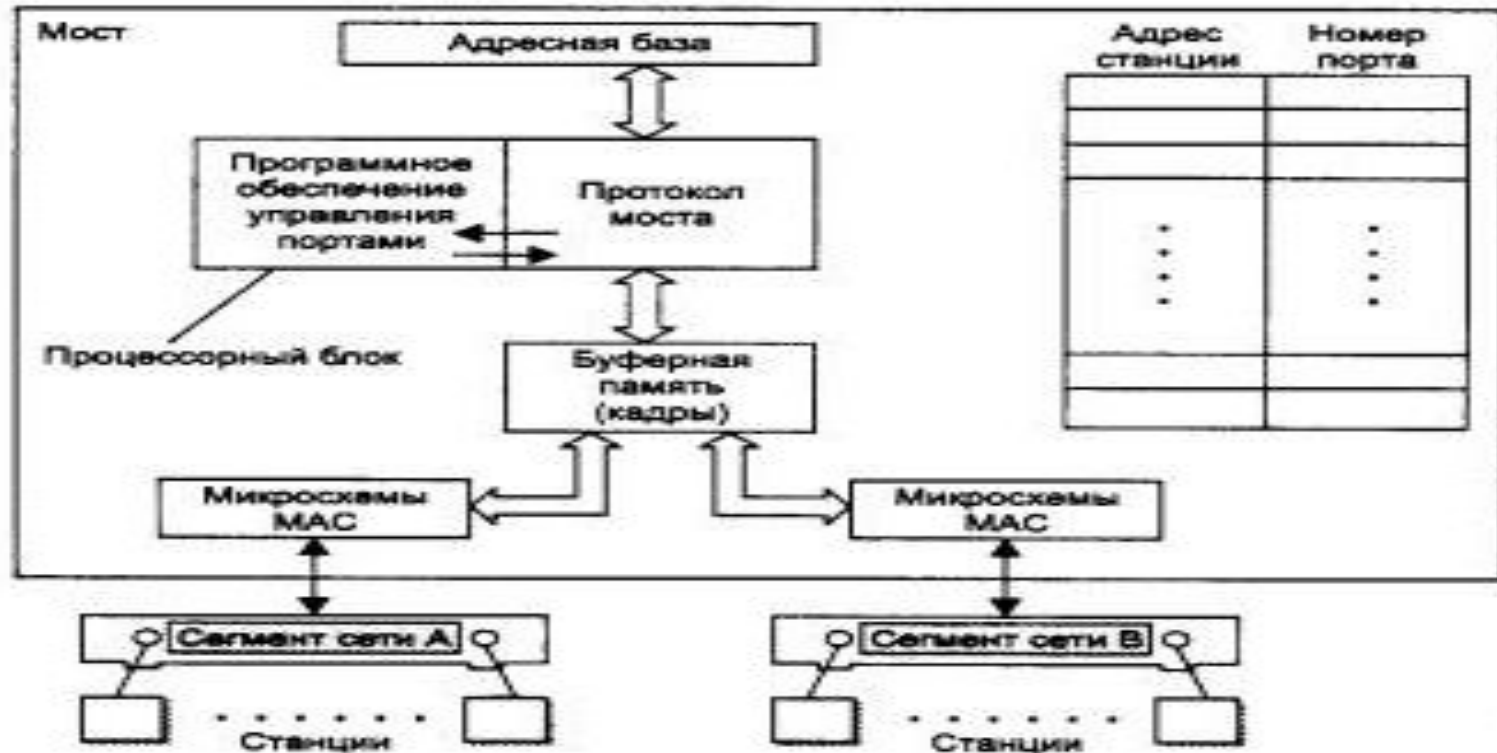 Мост
Адресная база
Адрес
станции
Номер
порта
Программное
обеспечение
управления
портами
Протокол
моста
Процессорный блок
Буферная
память
(кадры)
Микросхемы
MAC
Микросхемы
MAC
Сегмент сети A
Сегмент сети B
Станции
Станции